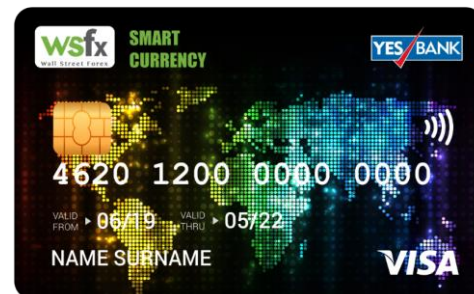 wsfx
Wall Street Forex
SMART
CURRENCY
YES BANK
4620 1200 0000 0000
VALID FROM 06/19 VALID THRU 05/22
NAME SURNAME
VISA